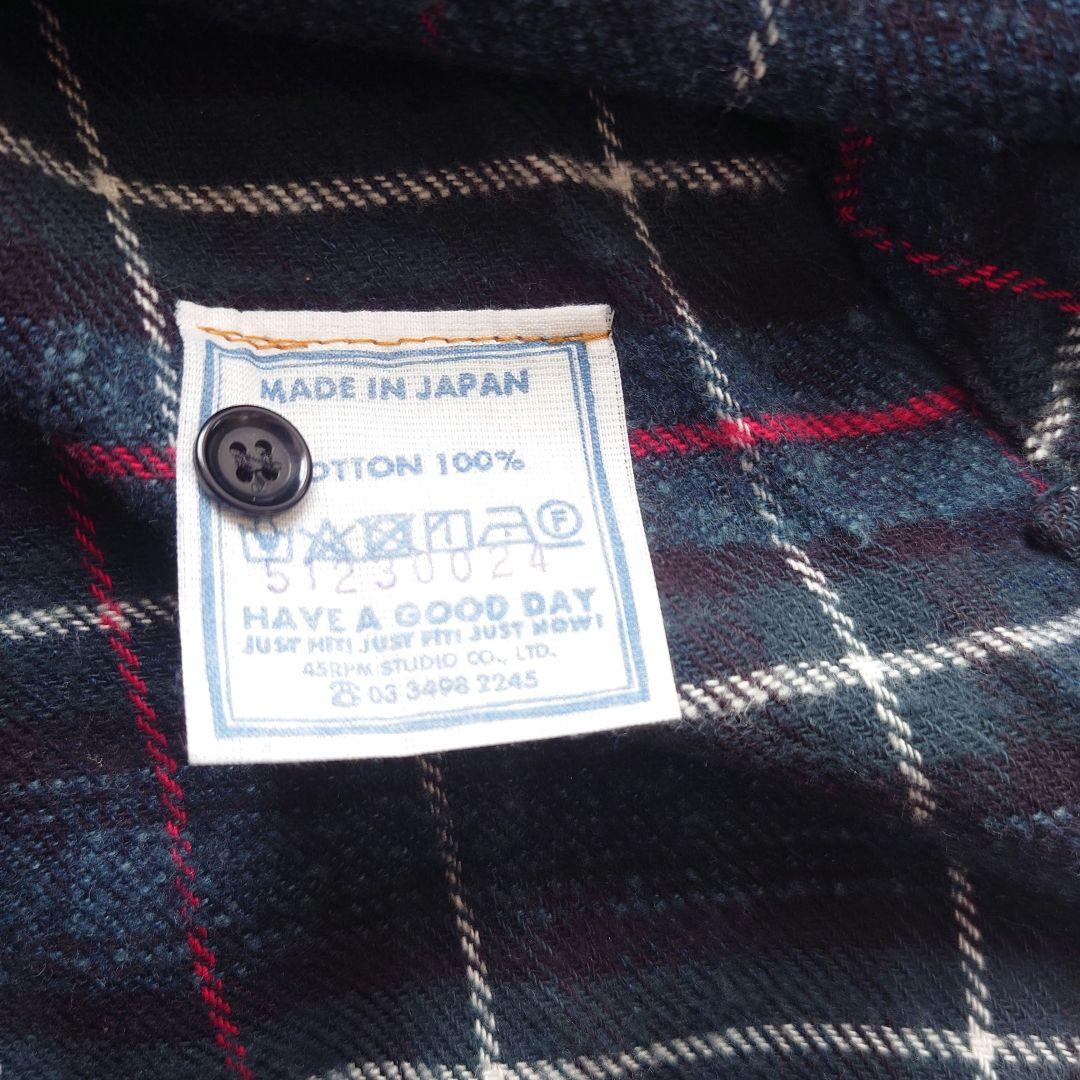 MADE IN JAPAN
COTTON 100%
F
51230024
HAVE A GOOD DAY
JUST HIT! JUST FIT! JUST NOW!
45RPM STUDIO CO., LTD.
☎ 03 3498 2245